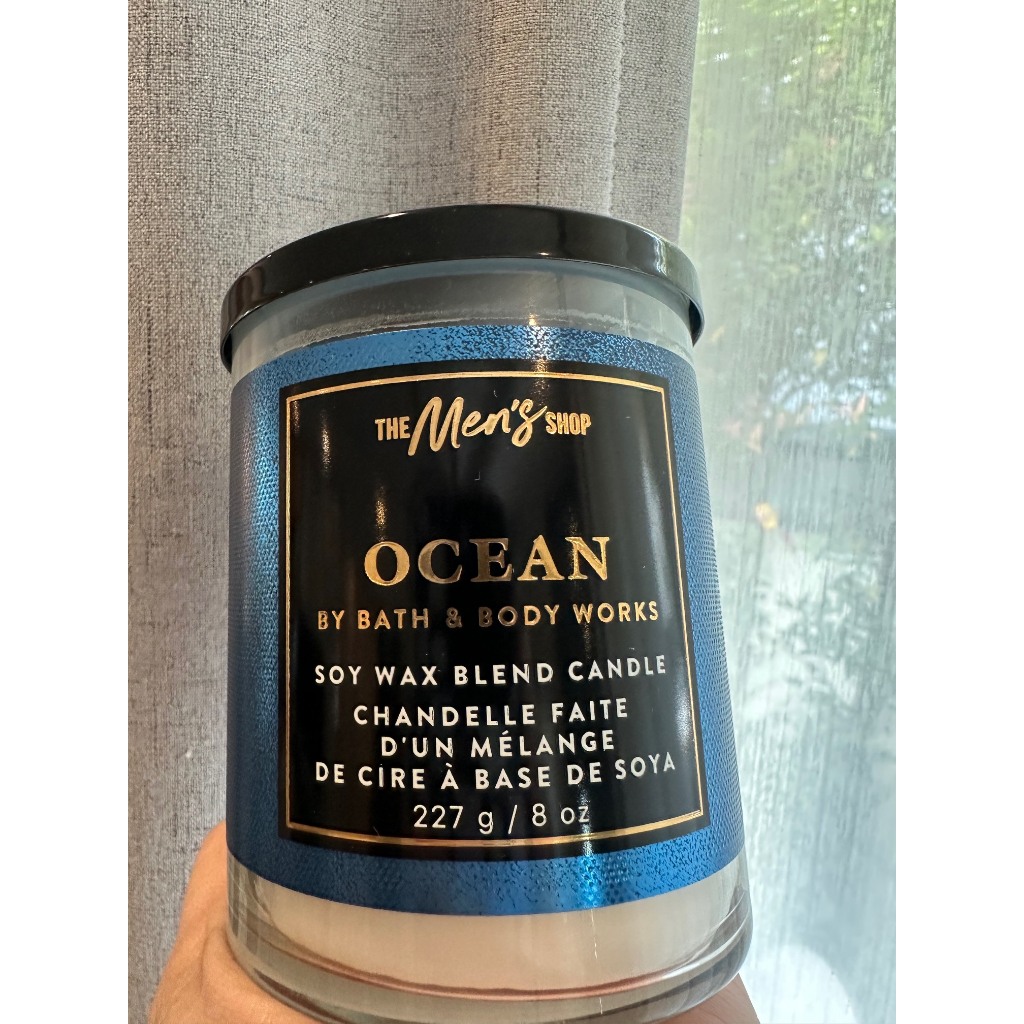 THE Men's SHOP
OCEAN
BY BATH & BODY WORKS
SOY WAX BLEND CANDLE
CHANDELLE FAITE
D'UN MÉLANGE
DE CIRE À BASE DE SOYA
227 g / 8 oz